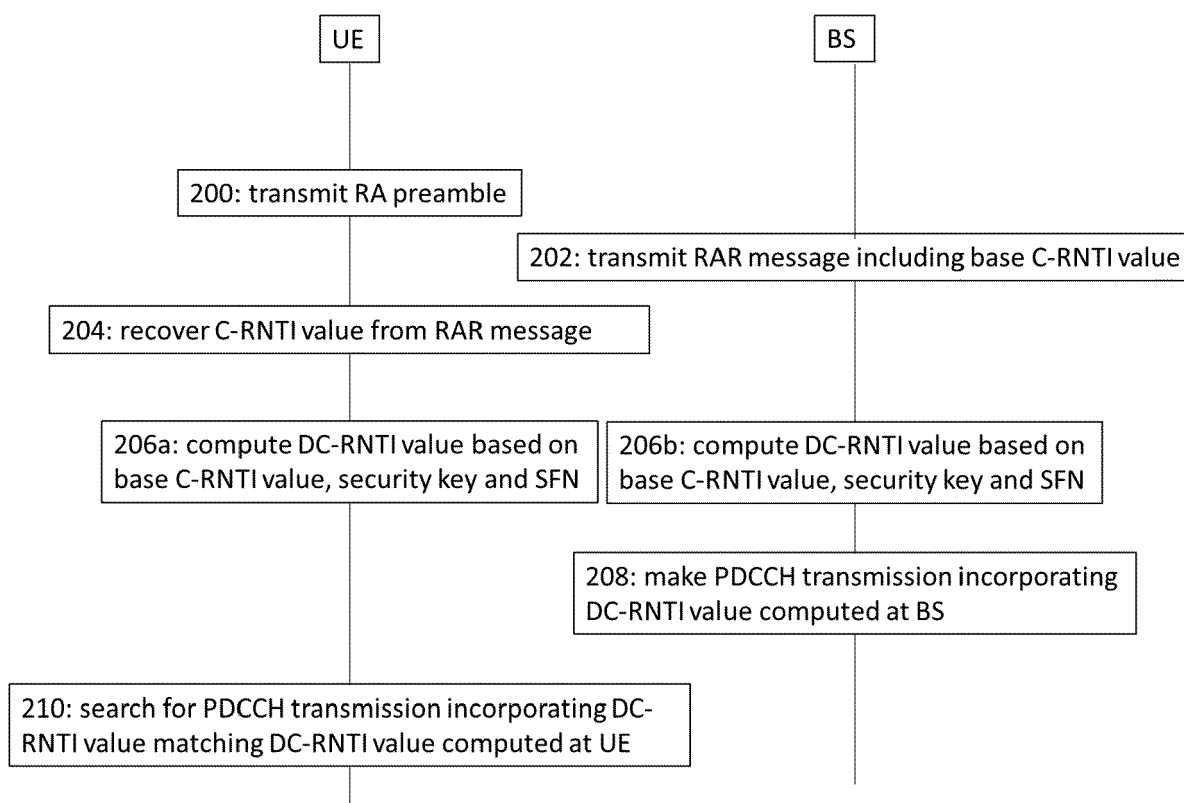 UE
BS
200: transmit RA preamble
202: transmit RAR message including base C-RNTI value
204: recover C-RNTI value from RAR message
206a: compute DC-RNTI value based on
base C-RNTI value, security key and SFN
206b: compute DC-RNTI value based on
base C-RNTI value, security key and SFN
208: make PDCCH transmission incorporating
DC-RNTI value computed at BS
210: search for PDCCH transmission incorporating DC-
RNTI value matching DC-RNTI value computed at UE